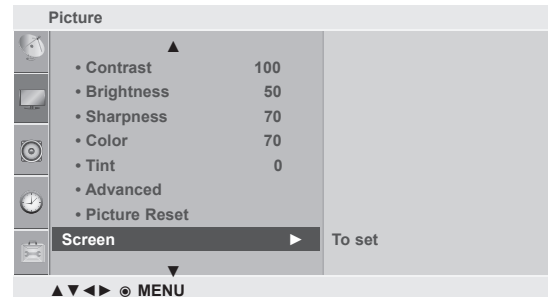 Picture
▲
• Contrast 100
• Brightness 50
• Sharpness 70
• Color 70
• Tint 0
• Advanced
• Picture Reset
Screen ► To set
▼
▲▼◄► ◉ MENU